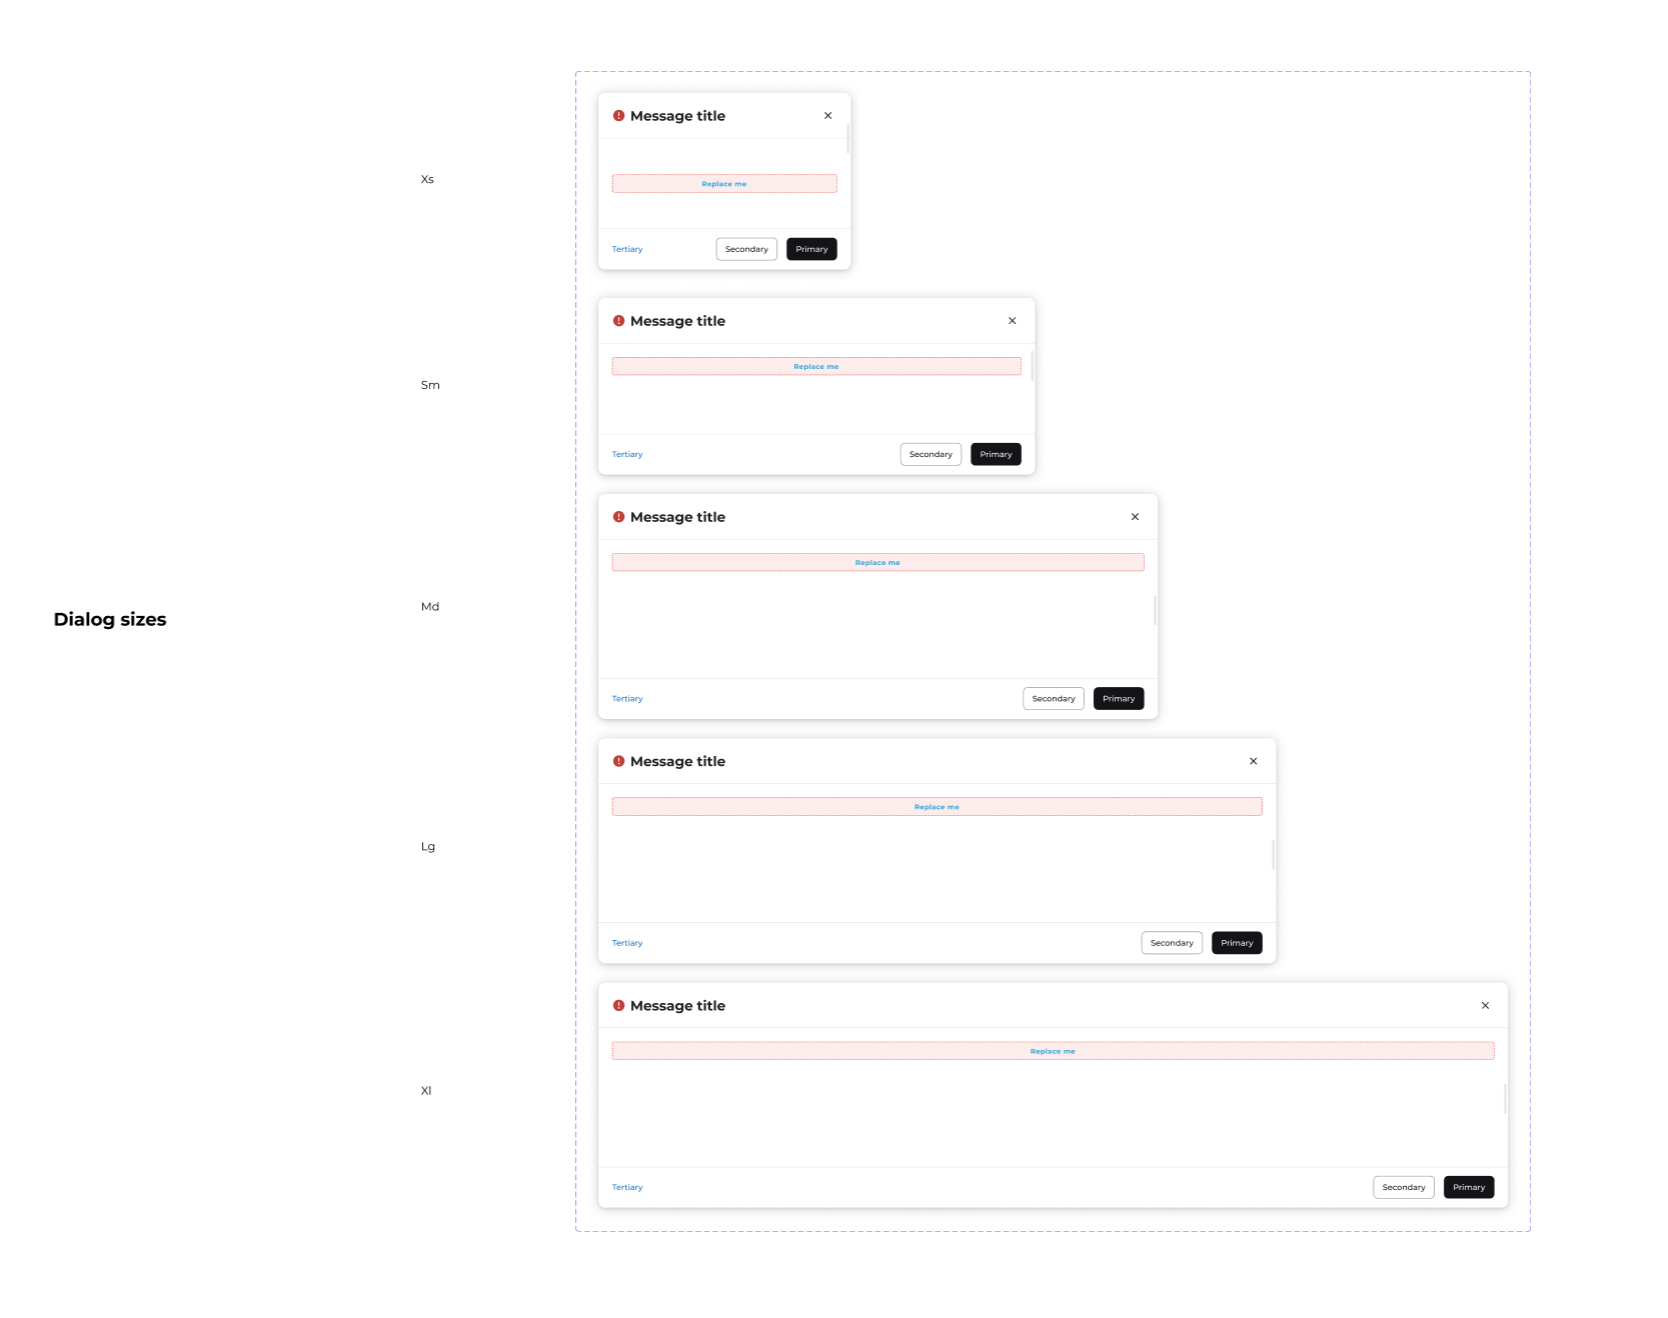 Dialog sizes
Xs
Message title
Replace me
Tertiary
Secondary
Primary
Sm
Message title
Replace me
Tertiary
Secondary
Primary
Md
Message title
Replace me
Tertiary
Secondary
Primary
Lg
Message title
Replace me
Tertiary
Secondary
Primary
Xl
Message title
Replace me
Tertiary
Secondary
Primary